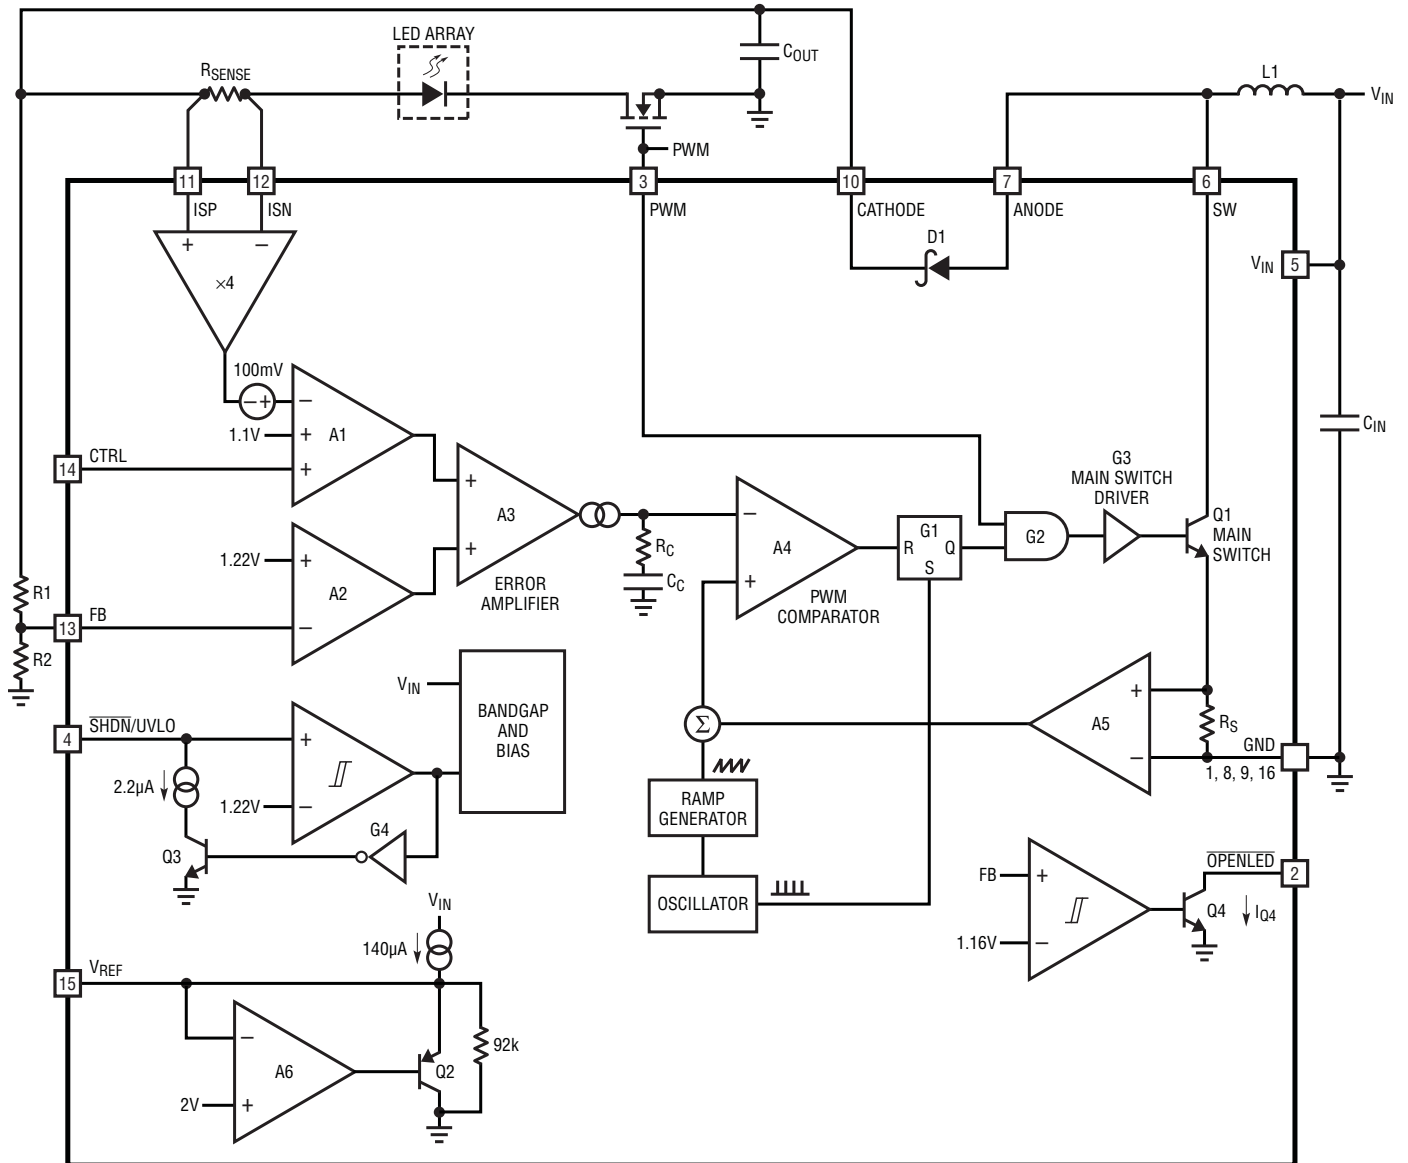 LED ARRAY
COUT
RSENSE
L1
VIN
PWM
11
12
3
10
7
6
ISP
ISN
PWM
CATHODE
ANODE
SW
D1
+
–
×4
VIN
5
100mV
– +
–
1.1V
+
A1
CTRL
14
+
CIN
G3
MAIN SWITCH
DRIVER
+
A3
–
RC
CC
A4
+
G1
R
Q
S
G2
Q1
MAIN
SWITCH
1.22V
+
A2
+
ERROR
AMPLIFIER
PWM
COMPARATOR
R1
FB
13
–
R2
VIN
BANDGAP
AND
BIAS
SHDN/UVLO
4
+
Σ
A5
+
–
RS
GND
1, 8, 9, 16
2.2µA
1.22V
–
G4
Q3
RAMP
GENERATOR
OSCILLATOR
OPENLED
2
FB
+
Q4
IQ4
1.16V
–
VIN
140µA
VREF
15
–
A6
Q2
92k
2V
+